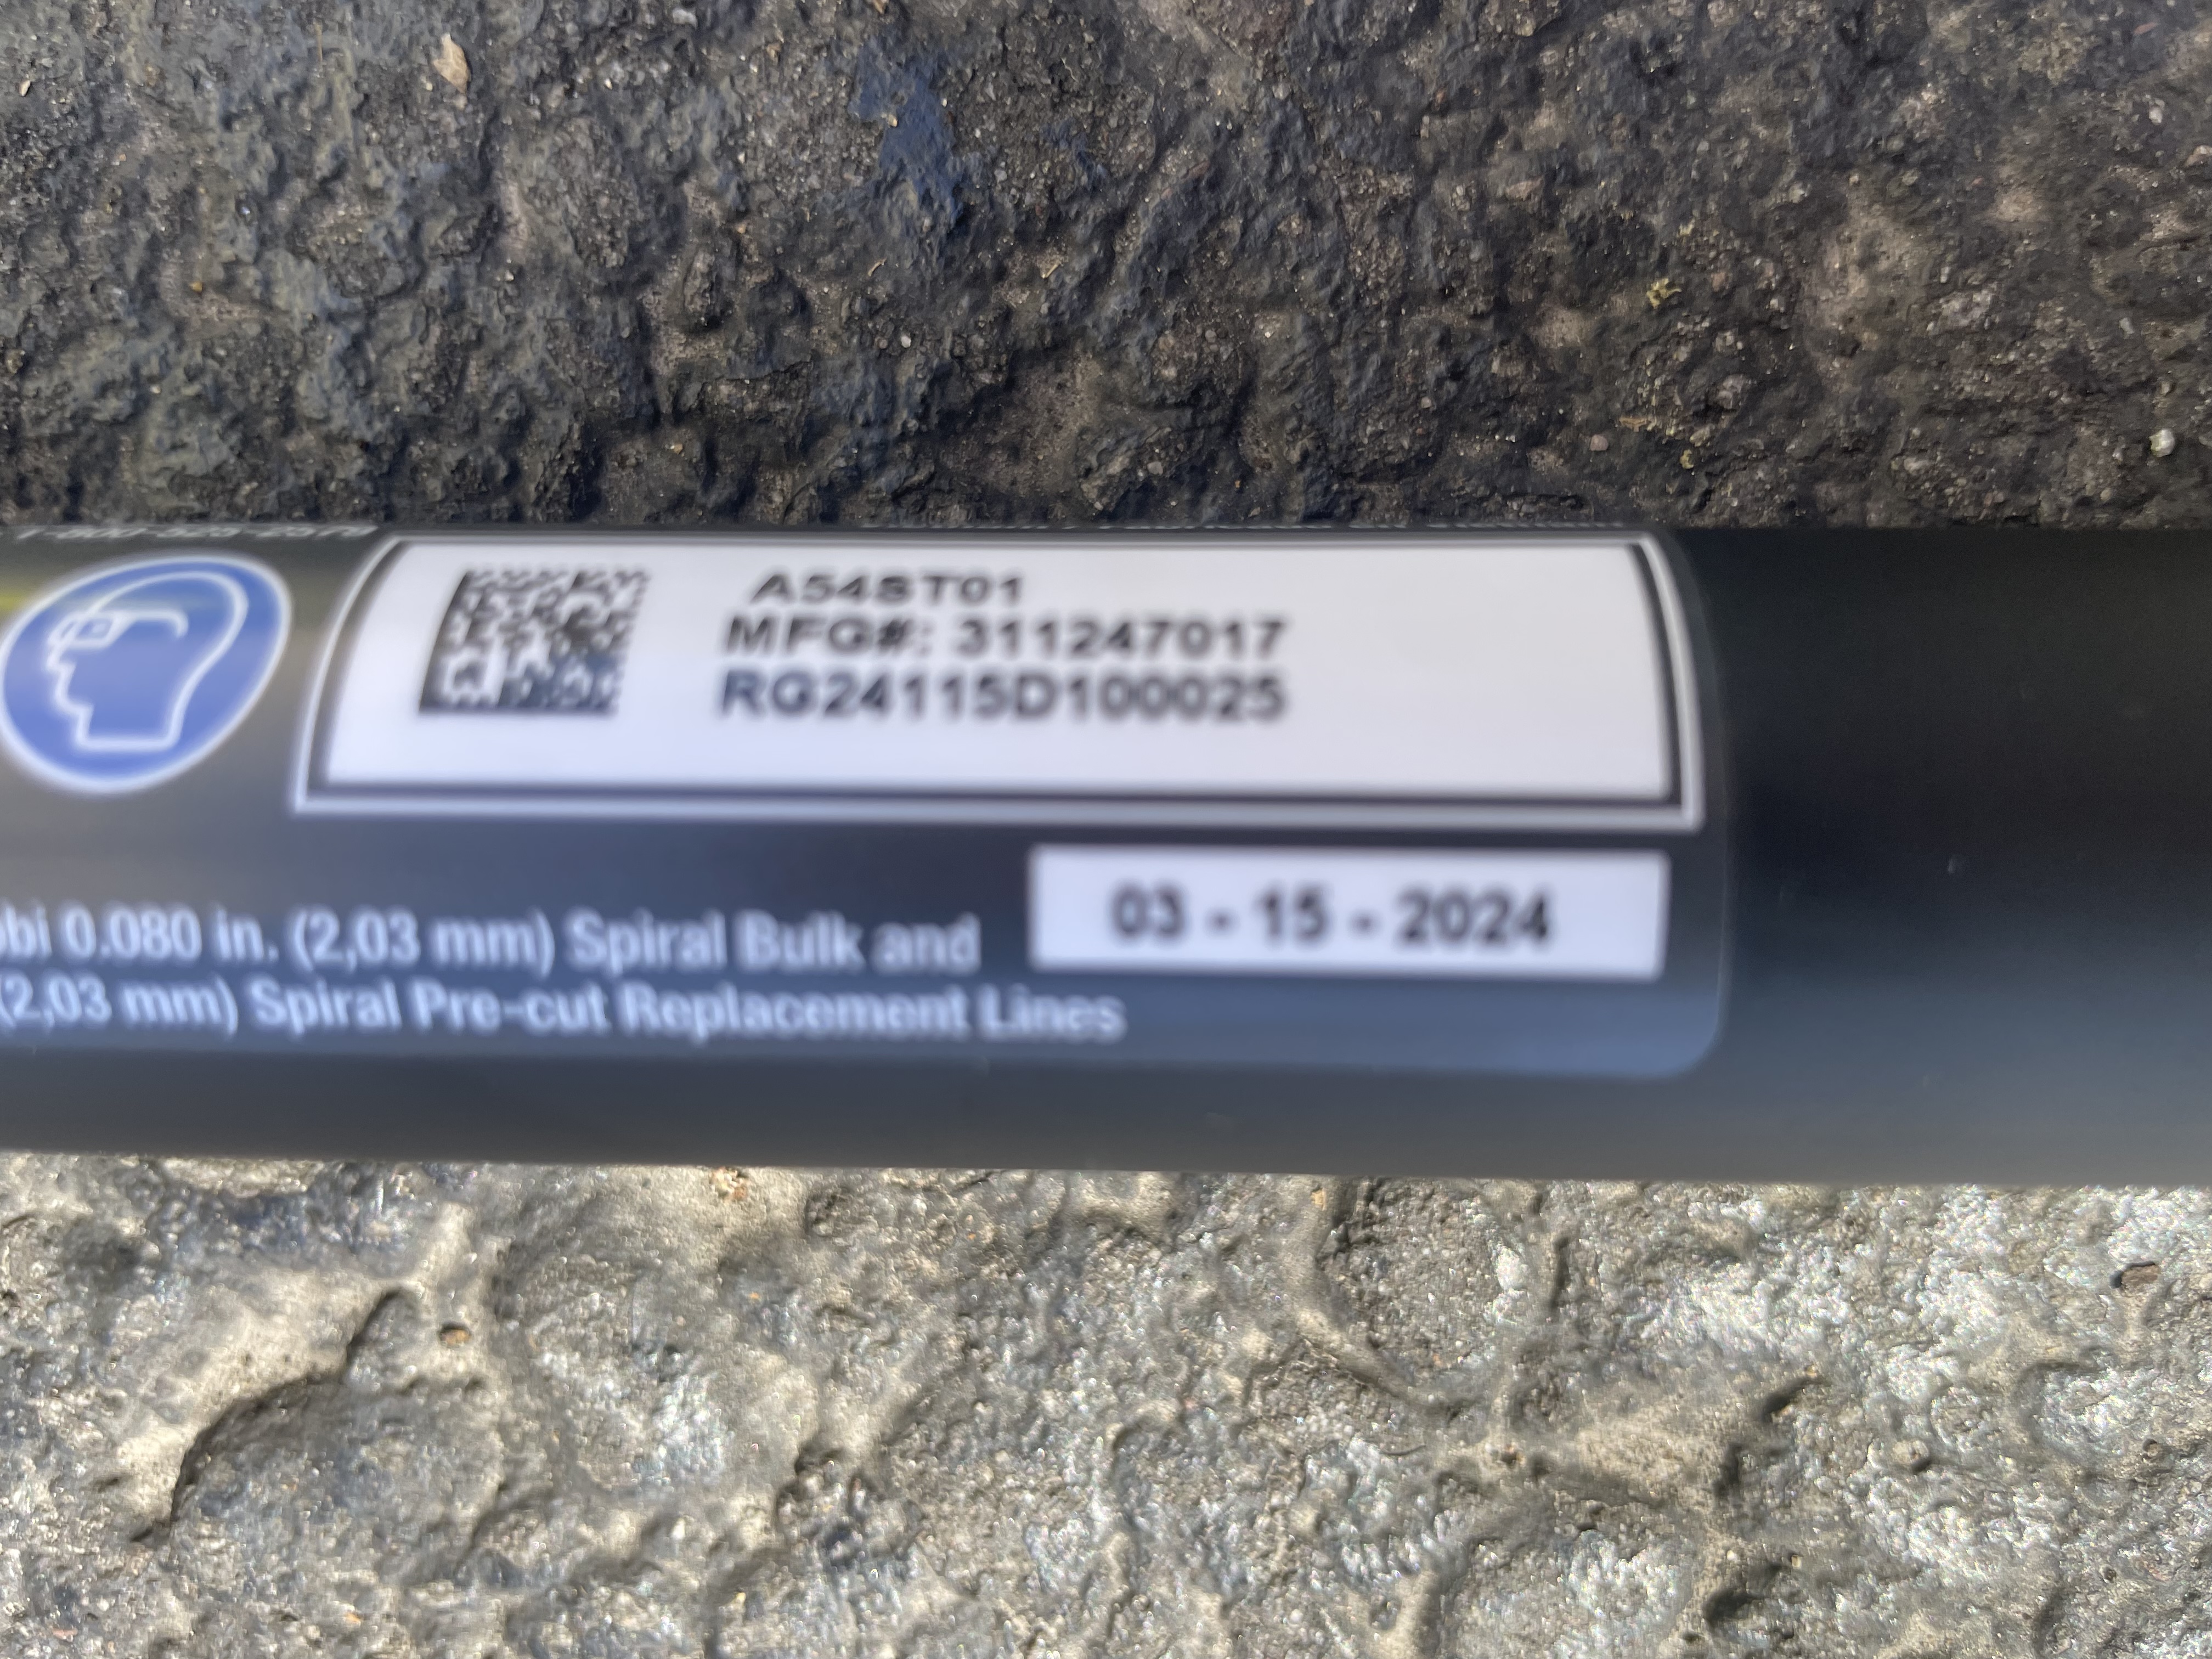 A54ST01
MFG#: 311247017
RG24115D100025
03 - 15 - 2024
obi 0.080 in. (2,03 mm) Spiral Bulk and
(2,03 mm) Spiral Pre-cut Replacement Lines